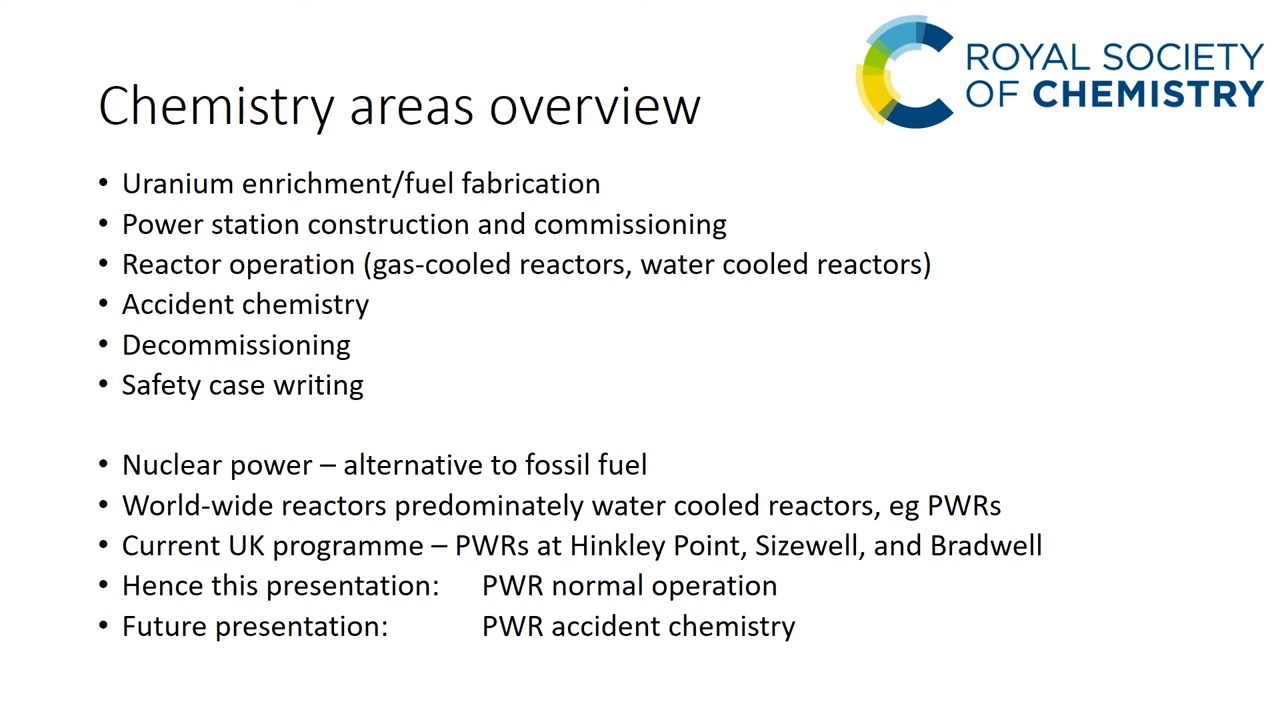 ROYAL SOCIETY
OF CHEMISTRY
Chemistry areas overview
• Uranium enrichment/fuel fabrication
• Power station construction and commissioning
• Reactor operation (gas-cooled reactors, water cooled reactors)
• Accident chemistry
• Decommissioning
• Safety case writing
• Nuclear power – alternative to fossil fuel
• World-wide reactors predominately water cooled reactors, eg PWRs
• Current UK programme – PWRs at Hinkley Point, Sizewell, and Bradwell
• Hence this presentation: PWR normal operation
• Future presentation: PWR accident chemistry